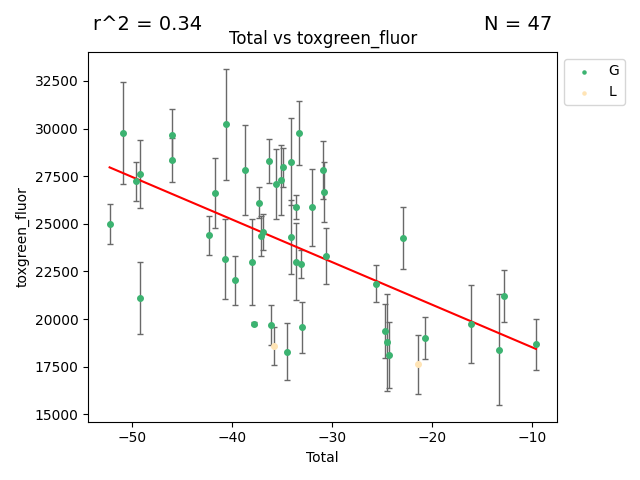 r^2 = 0.34
N = 47
Total vs toxgreen_fluor
G
L
32500
30000
27500
25000
22500
20000
17500
15000
toxgreen_fluor
−50
−40
−30
−20
−10
Total